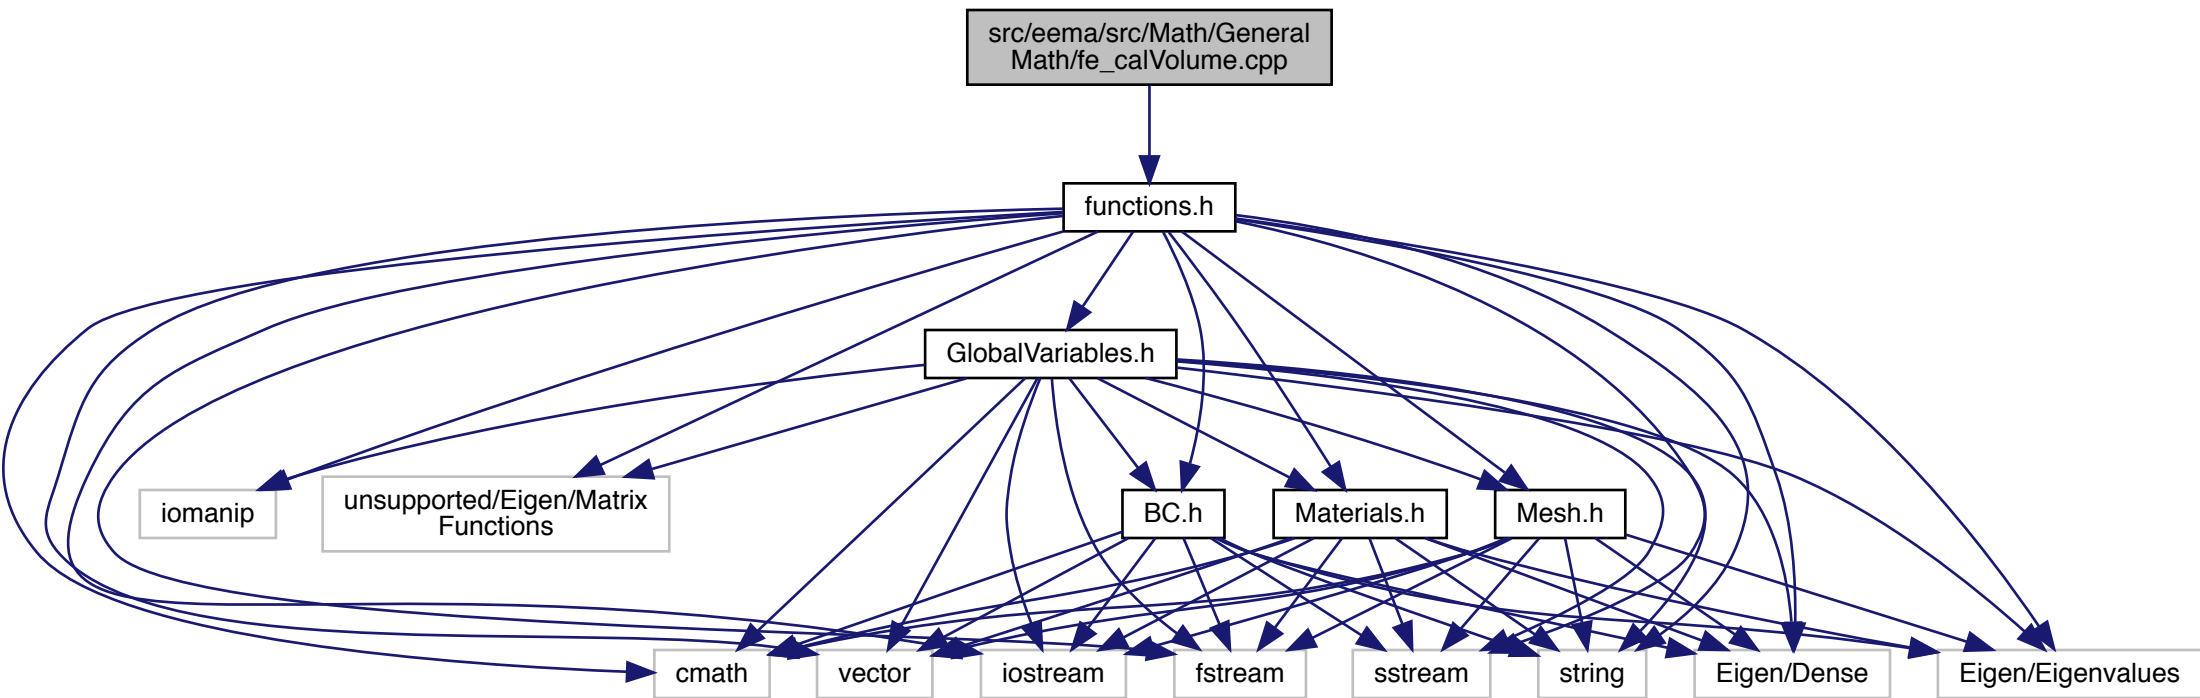 src/eema/src/Math/General
Math/fe_calVolume.cpp
functions.h
GlobalVariables.h
iomanip
unsupported/Eigen/Matrix
Functions
BC.h
Materials.h
Mesh.h
cmath
vector
iostream
fstream
sstream
string
Eigen/Dense
Eigen/Eigenvalues